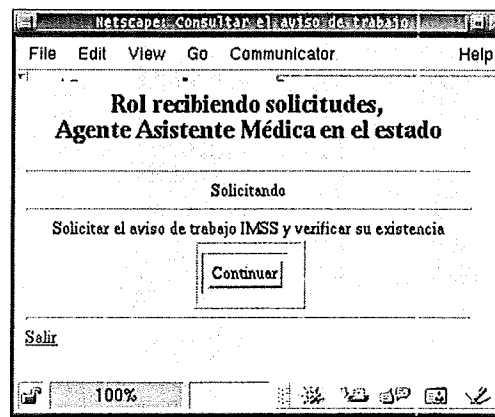 Netscape: Consultar el aviso de trabajo
File Edit View Go Communicator Help
Rol recibiendo solicitudes,
Agente Asistente Médica en el estado
Solicitando
Solicitar el aviso de trabajo IMSS y verificar su existencia
Continuar
Salir
100%